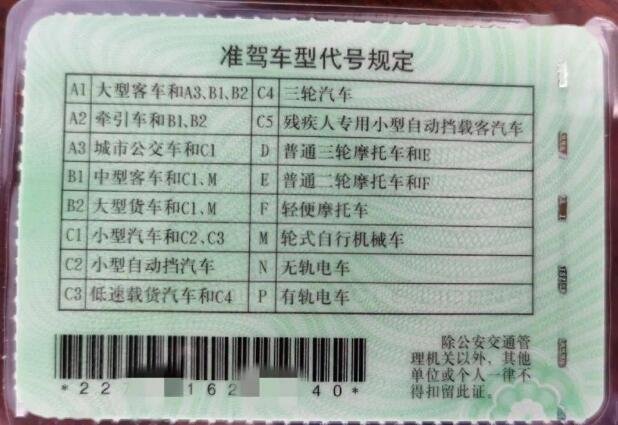 准驾车型代号规定
A1 大型客车和A3、B1、B2 C4 三轮汽车
A2 牵引车和B1、B2 C5 残疾人专用小型自动挡载客汽车
A3 城市公交车和C1 D 普通三轮摩托车和E
B1 中型客车和C1、M E 普通二轮摩托车和F
B2 大型货车和C1、M F 轻便摩托车
C1 小型汽车和C2、C3 M 轮式自行机械车
C2 小型自动挡汽车 N 无轨电车
C3 低速载货汽车和C4 P 有轨电车
除公安交通管
理机关以外，其他
单位或个人一律不
得扣留此证。
*227 162 40*